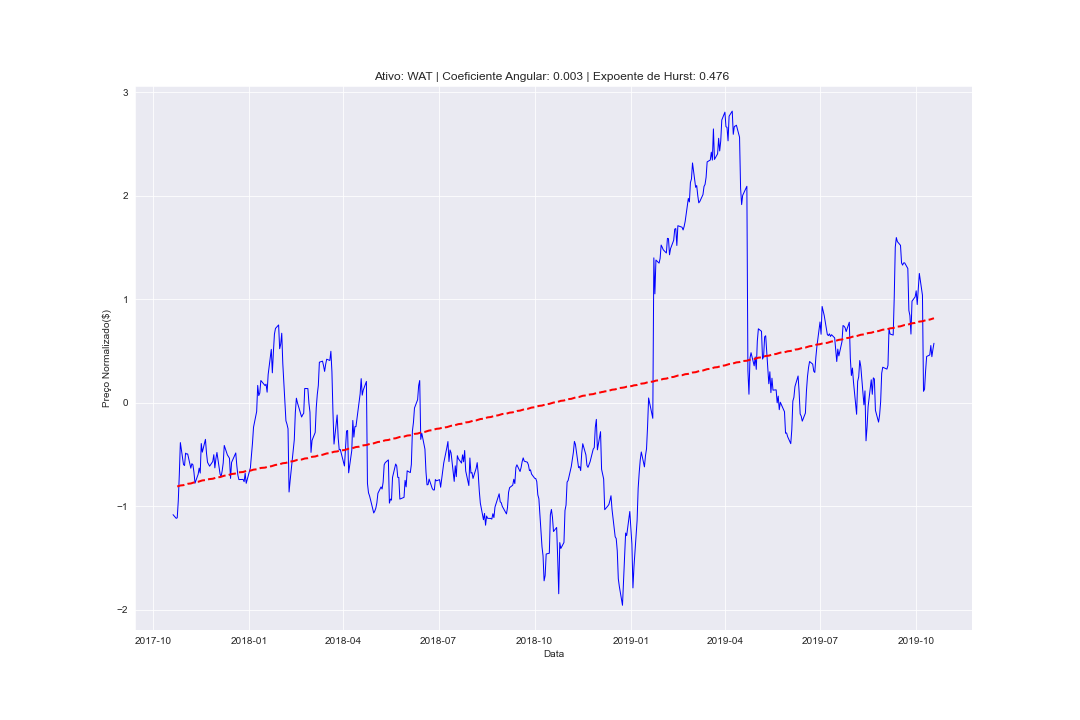 Ativo: WAT | Coeficiente Angular: 0.003 | Expoente de Hurst: 0.476
Preço Normalizado($)
3
2
1
0
−1
−2
2017-10 2018-01 2018-04 2018-07 2018-10 2019-01 2019-04 2019-07 2019-10
Data